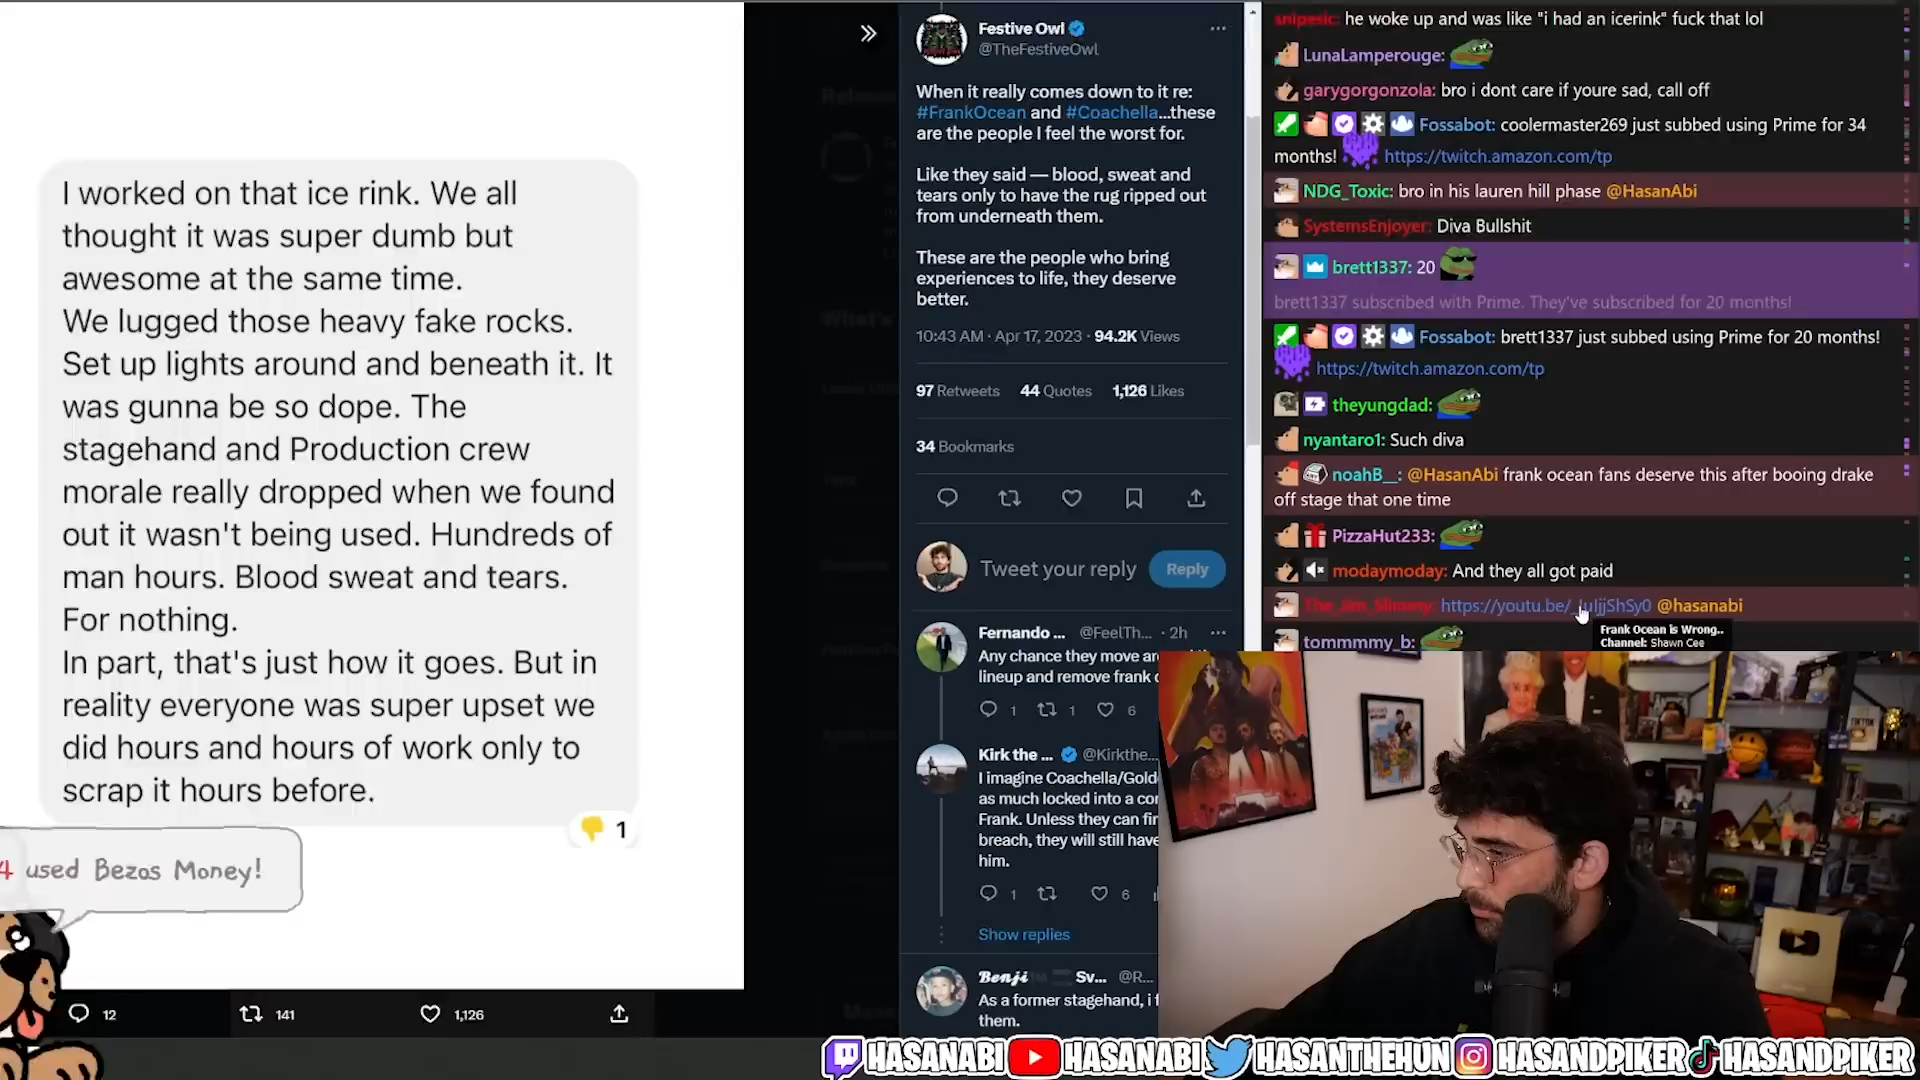 I worked on that ice rink. We all
thought it was super dumb but
awesome at the same time.
We lugged those heavy fake rocks.
Set up lights around and beneath it. It
was gunna be so dope. The
stagehand and Production crew
morale really dropped when we found
out it wasn't being used. Hundreds of
man hours. Blood sweat and tears.
For nothing.
In part, that's just how it goes. But in
reality everyone was super upset we
did hours and hours of work only to
scrap it hours before.
1
4 used Bezos Money!
12
141
1,126
Festive Owl
@TheFestiveOwl
When it really comes down to it re:
#FrankOcean and #Coachella...these
are the people I feel the worst for.
Like they said — blood, sweat and
tears only to have the rug ripped out
from underneath them.
These are the people who bring
experiences to life, they deserve
better.
10:43 AM · Apr 17, 2023 · 94.2K Views
97 Retweets 44 Quotes 1,126 Likes
34 Bookmarks
Tweet your reply
Reply
Fernando ... @FeelTh... · 2h
Any chance they move
lineup and remove frank
1 1 6
Kirk the ... @Kirkthe...
I imagine Coachella/Gold
as much locked into a
Frank. Unless they can
breach, they will still have
him.
1 6
Show replies
Benji Sv... @R...
As a former stagehand, i
them.
snipesic: he woke up and was like "i had an icerink" fuck that lol
LunaLamperouge:
garygorgonzola: bro i dont care if youre sad, call off
Fossabot: coolermaster269 just subbed using Prime for 34
months! https://twitch.amazon.com/tp
NDG_Toxic: bro in his lauren hill phase @HasanAbi
SystemsEnjoyer: Diva Bullshit
brett1337: 20
brett1337 subscribed with Prime. They've subscribed for 20 months!
Fossabot: brett1337 just subbed using Prime for 20 months!
https://twitch.amazon.com/tp
theyungdad:
nyantaro1: Such diva
noahB__: @HasanAbi frank ocean fans deserve this after booing drake
off stage that one time
PizzaHut233:
modaymoday: And they all got paid
The_Jim_Slimmy: @hasanabi
Frank Ocean is Wrong..
Channel: Shawn Cee
tommmmy_b:
HASANABI HASANABI HASANTHEHUN HASANDPIKER HASANDPIKER